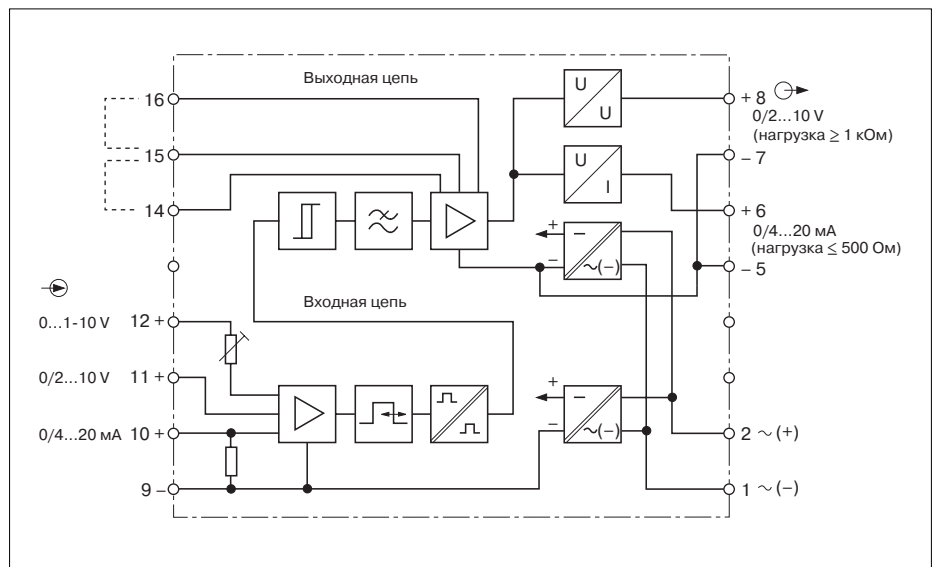 Выходная цепь
16
15
14
U
U
+ 8
0/2...10 V
(нагрузка ≥ 1 кОм)
– 7
U
I
+ 6
0/4...20 мА
(нагрузка ≤ 500 Ом)
– 5
+
–
–
~(–)
Входная цепь
0...1-10 V 12 +
0/2...10 V 11 +
0/4...20 мА 10 +
9 –
+
–
–
~(–)
2 ~ (+)
1 ~ (–)